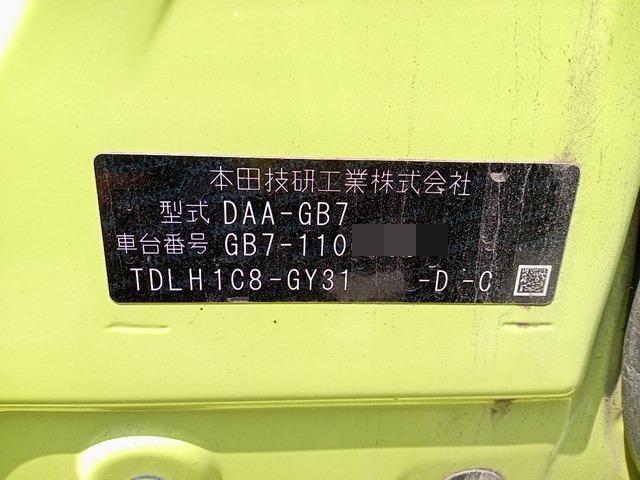 本田技研工業株式会社
型式 DAA-GB7
車台番号 GB7-110
TDLH1C8-GY31 -D -C